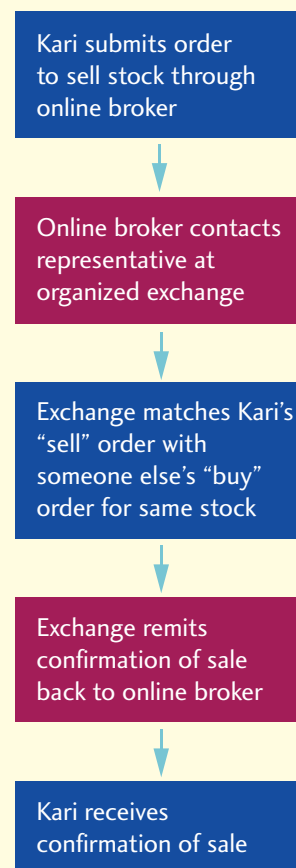 Kari submits order
to sell stock through
online broker
Online broker contacts
representative at
organized exchange
Exchange matches Kari’s
“sell” order with
someone else’s “buy”
order for same stock
Exchange remits
confirmation of sale
back to online broker
Kari receives
confirmation of sale